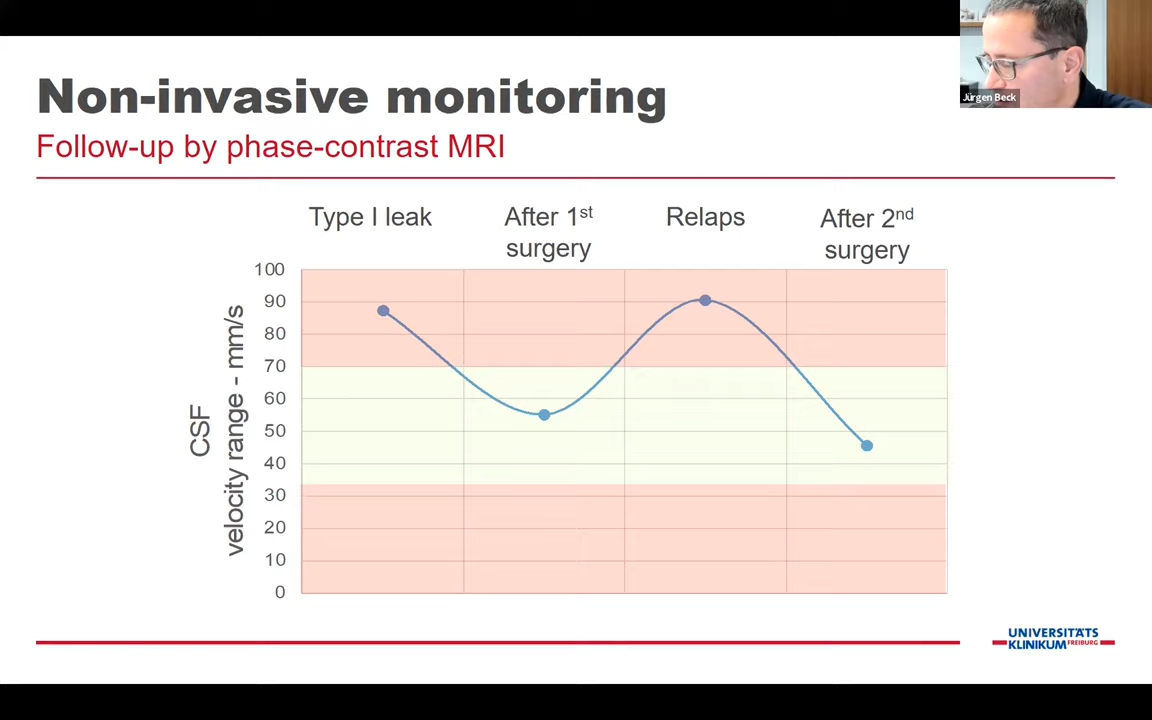 Jürgen Beck
Non-invasive monitoring
Follow-up by phase-contrast MRI
Type I leak
After 1st
surgery
Relaps
After 2nd
surgery
CSF
velocity range - mm/s
100
90
80
70
60
50
40
30
20
10
0
UNIVERSITÄTS
KLINIKUM FREIBURG